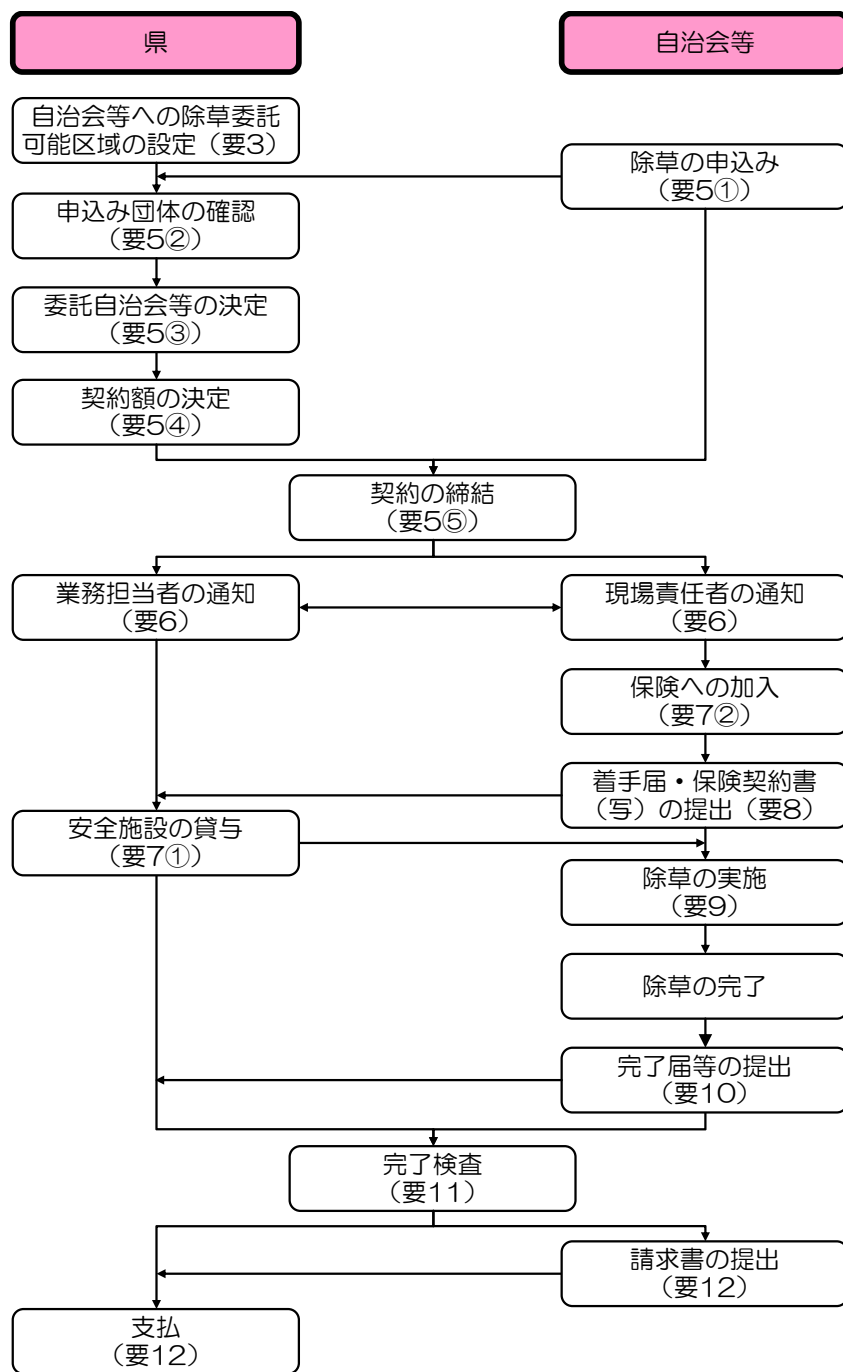 県
自治会等
自治会等への除草委託
可能区域の設定（要3）
除草の申込み
（要5①）
申込み団体の確認
（要5②）
委託自治会等の決定
（要5③）
契約額の決定
（要5④）
契約の締結
（要5⑤）
業務担当者の通知
（要6）
現場責任者の通知
（要6）
保険への加入
（要7②）
着手届・保険契約書
（写）の提出（要8）
安全施設の貸与
（要7①）
除草の実施
（要9）
除草の完了
完了届等の提出
（要10）
完了検査
（要11）
請求書の提出
（要12）
支払
（要12）